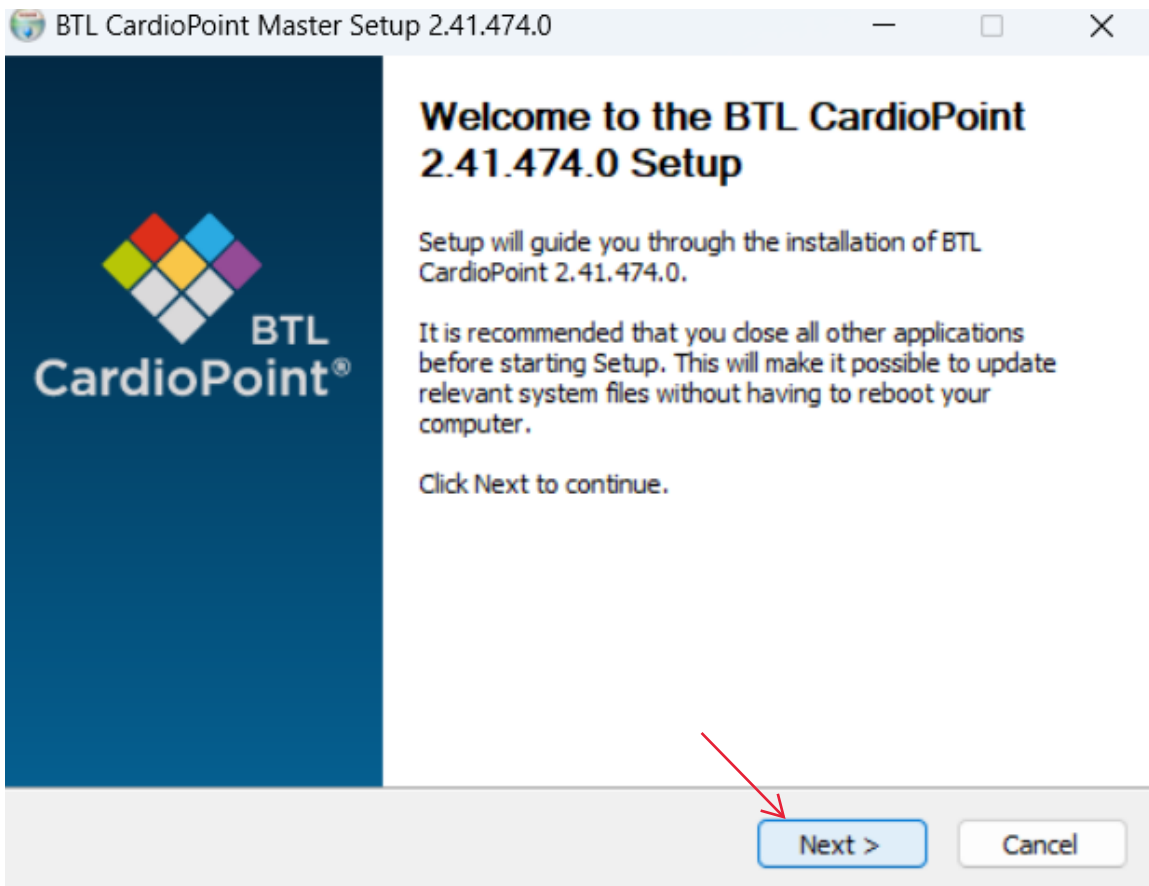 BTL CardioPoint Master Setup 2.41.474.0
BTL
CardioPoint®
Welcome to the BTL CardioPoint
2.41.474.0 Setup
Setup will guide you through the installation of BTL
CardioPoint 2.41.474.0.
It is recommended that you close all other applications
before starting Setup. This will make it possible to update
relevant system files without having to reboot your
computer.
Click Next to continue.
Next >
Cancel